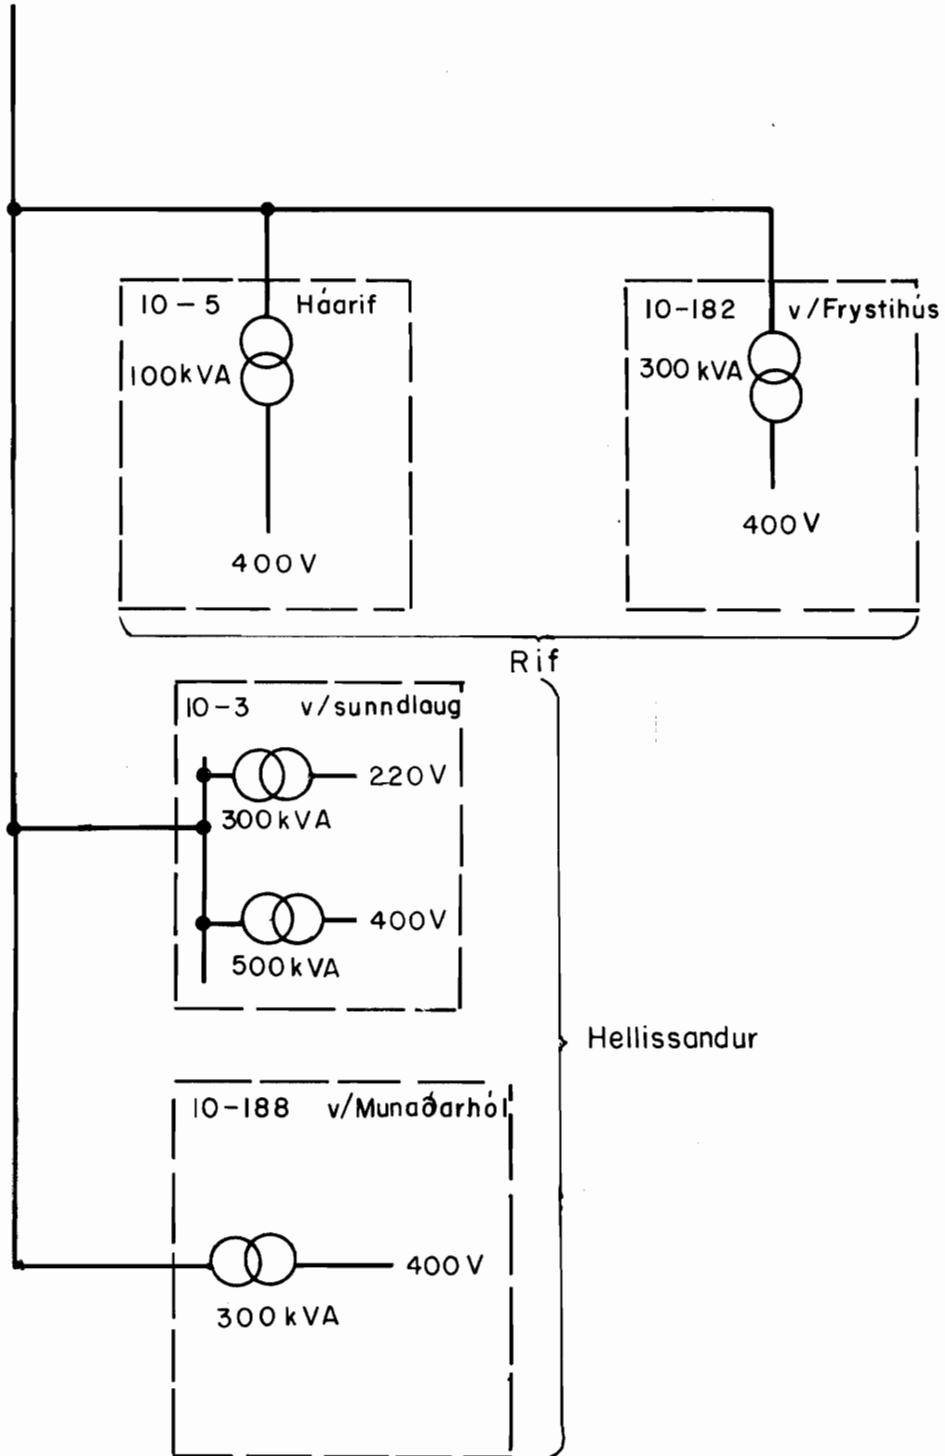 10-5 Háarif
100kVA
400V
10-182 v/Frystihús
300 kVA
400V
Rif
10-3 v/sunndlaug
220V
300kVA
400V
500kVA
Hellissandur
10-188 v/Munaðarhól
400V
300kVA